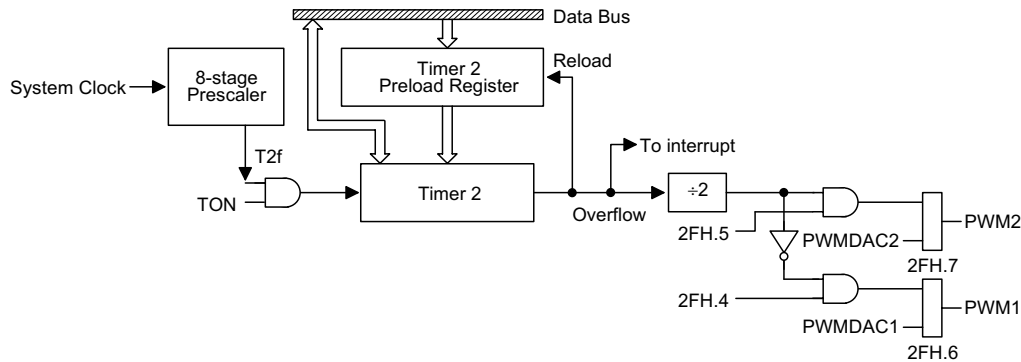 Data Bus
System Clock
8-stage
Prescaler
Timer 2
Preload Register
Reload
T2f
TON
Timer 2
To interrupt
Overflow
÷2
2FH.5
PWMDAC2
2FH.7
PWM2
2FH.4
PWMDAC1
2FH.6
PWM1